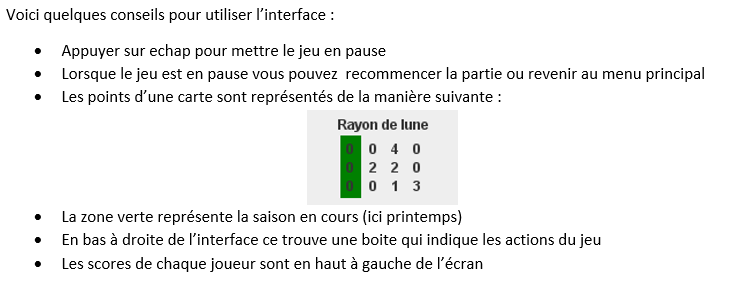 Voici quelques conseils pour utiliser l’interface :
• Appuyer sur echap pour mettre le jeu en pause
• Lorsque le jeu est en pause vous pouvez  recommencer la partie ou revenir au menu principal
• Les points d’une carte sont représentés de la manière suivante :
Rayon de lune
0 0 4 0
0 2 2 0
0 0 1 3
• La zone verte représente la saison en cours (ici printemps)
• En bas à droite de l’interface ce trouve une boite qui indique les actions du jeu
• Les scores de chaque joueur sont en haut à gauche de l’écran